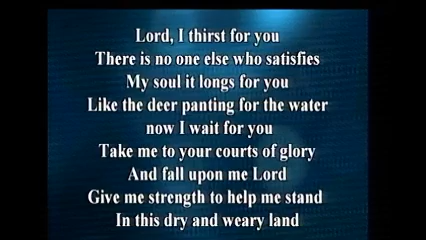 Lord, I thirst for you
There is no one else who satisfies
My soul it longs for you
Like the deer panting for the water
now I wait for you
Take me to your courts of glory
And fall upon me Lord
Give me strength to help me stand
In this dry and weary land